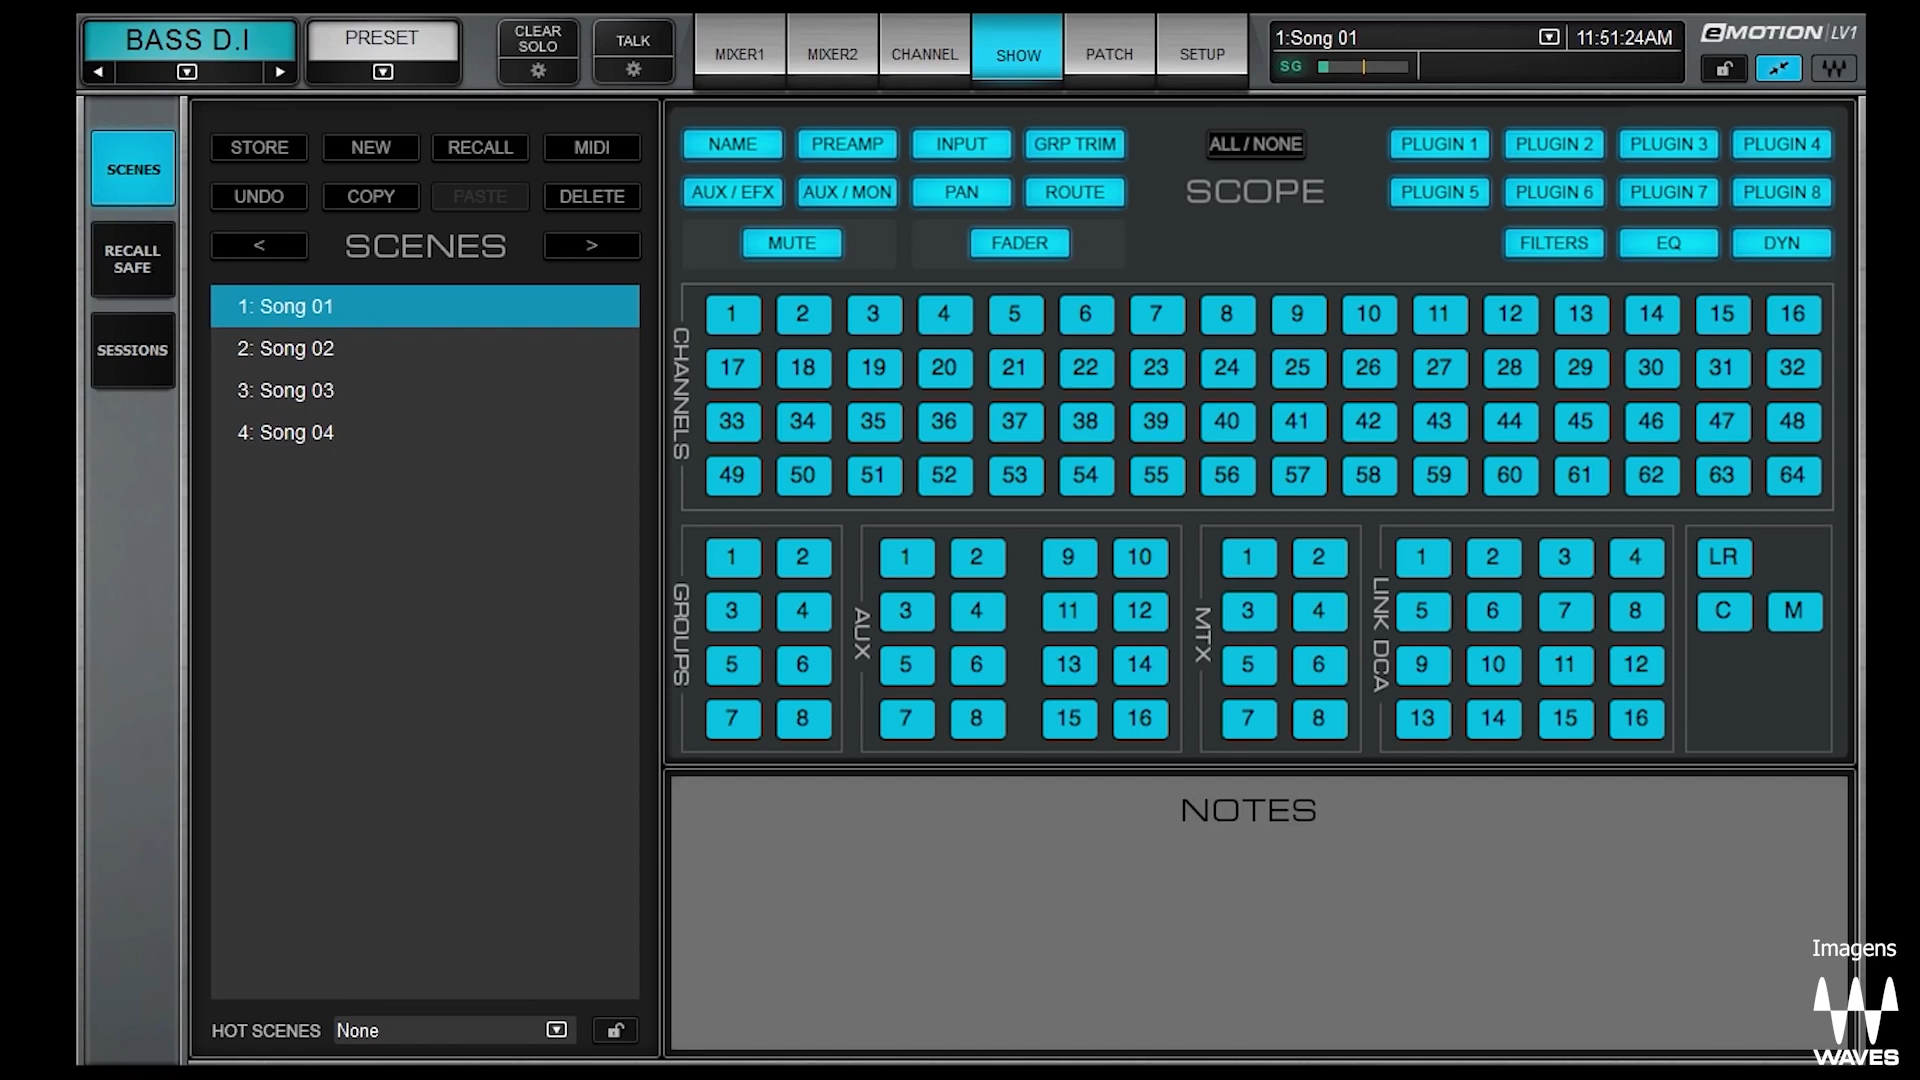 BASS D.I
PRESET
CLEAR SOLO
TALK
MIXER1
MIXER2
CHANNEL
SHOW
PATCH
SETUP
1:Song 01
11:51:24AM
SG
eMOTION LV1
SCENES
RECALL SAFE
SESSIONS
STORE NEW RECALL MIDI
UNDO COPY PASTE DELETE
< SCENES >
1: Song 01
2: Song 02
3: Song 03
4: Song 04
HOT SCENES None
NAME PREAMP INPUT GRP TRIM ALL / NONE PLUGIN 1 PLUGIN 2 PLUGIN 3 PLUGIN 4
AUX / EFX AUX / MON PAN ROUTE SCOPE PLUGIN 5 PLUGIN 6 PLUGIN 7 PLUGIN 8
MUTE FADER FILTERS EQ DYN
CHANNELS
1 2 3 4 5 6 7 8 9 10 11 12 13 14 15 16
17 18 19 20 21 22 23 24 25 26 27 28 29 30 31 32
33 34 35 36 37 38 39 40 41 42 43 44 45 46 47 48
49 50 51 52 53 54 55 56 57 58 59 60 61 62 63 64
GROUPS
1 2
3 4
5 6
7 8
AUX
1 2 9 10
3 4 11 12
5 6 13 14
7 8 15 16
MTX
1 2
3 4
5 6
7 8
LINK DCA
1 2 3 4
5 6 7 8
9 10 11 12
13 14 15 16
LR
C M
NOTES
Imagens
WAVES